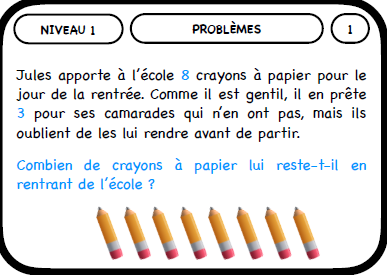 NIVEAU 1
PROBLÈMES
1
Jules apporte à l'école 8 crayons à papier pour le
jour de la rentrée. Comme il est gentil, il en prête
3 pour ses camarades qui n'en ont pas, mais ils
oublient de les lui rendre avant de partir.
Combien de crayons à papier lui reste-t-il en
rentrant de l'école ?